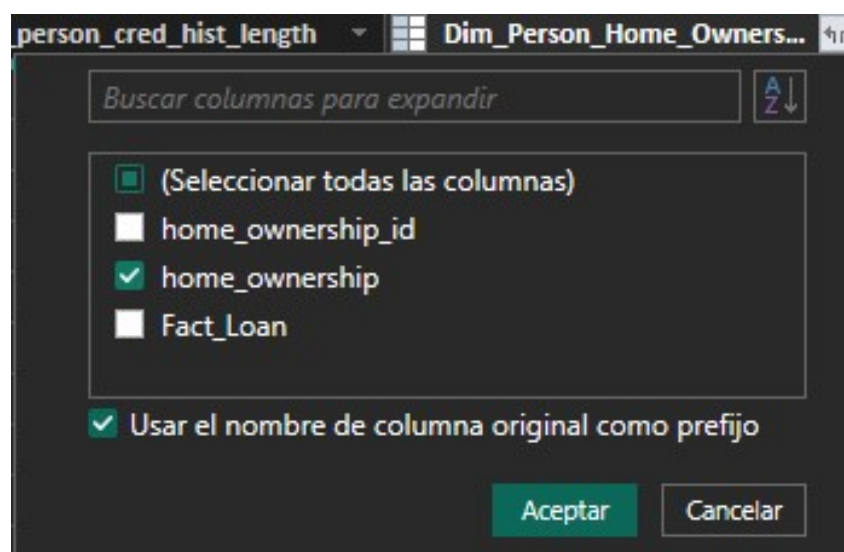 _person_cred_hist_length Dim_Person_Home_Owners...
Buscar columnas para expandir
(Seleccionar todas las columnas)
home_ownership_id
home_ownership
Fact_Loan
Usar el nombre de columna original como prefijo
Aceptar Cancelar